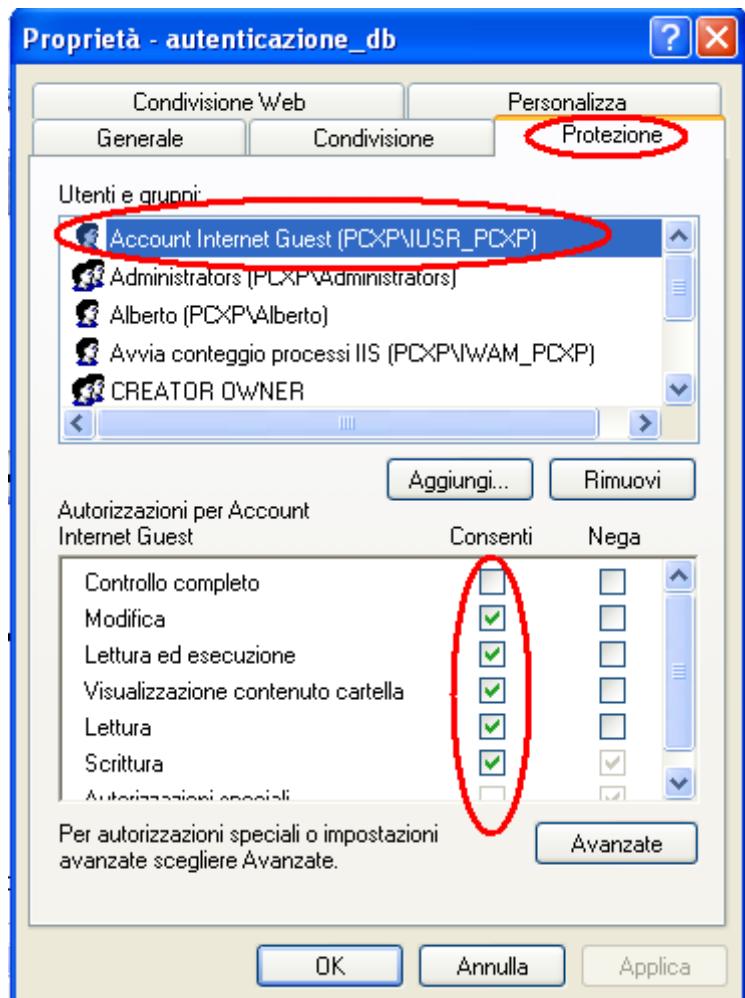 Proprietà - autenticazione_db
Condivisione Web
Personalizza
Generale
Condivisione
Protezione
Utenti e gruppi:
Account Internet Guest (PCXP\IUSR_PCXP)
Administrators (PCXP\Administrators)
Alberto (PCXP\Alberto)
Avvia conteggio processi IIS (PCXP\IWAM_PCXP)
CREATOR OWNER
Aggiungi...
Rimuovi
Autorizzazioni per Account
Internet Guest
Consenti
Nega
Controllo completo
Modifica
Lettura ed esecuzione
Visualizzazione contenuto cartella
Lettura
Scrittura
Autorizzazioni speciali
Per autorizzazioni speciali o impostazioni
avanzate scegliere Avanzate.
Avanzate
OK
Annulla
Applica